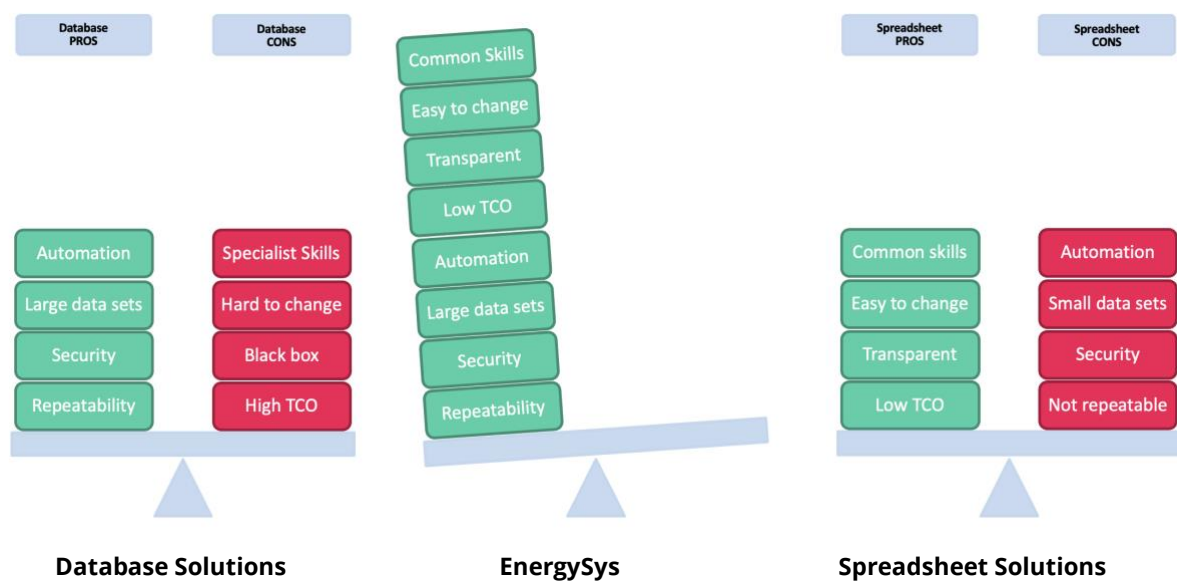 Database
PROS
Database
CONS
Automation
Large data sets
Security
Repeatability
Specialist Skills
Hard to change
Black box
High TCO
Database Solutions
Common Skills
Easy to change
Transparent
Low TCO
Automation
Large data sets
Security
Repeatability
EnergySys
Spreadsheet
PROS
Spreadsheet
CONS
Common skills
Easy to change
Transparent
Low TCO
Automation
Small data sets
Security
Not repeatable
Spreadsheet Solutions